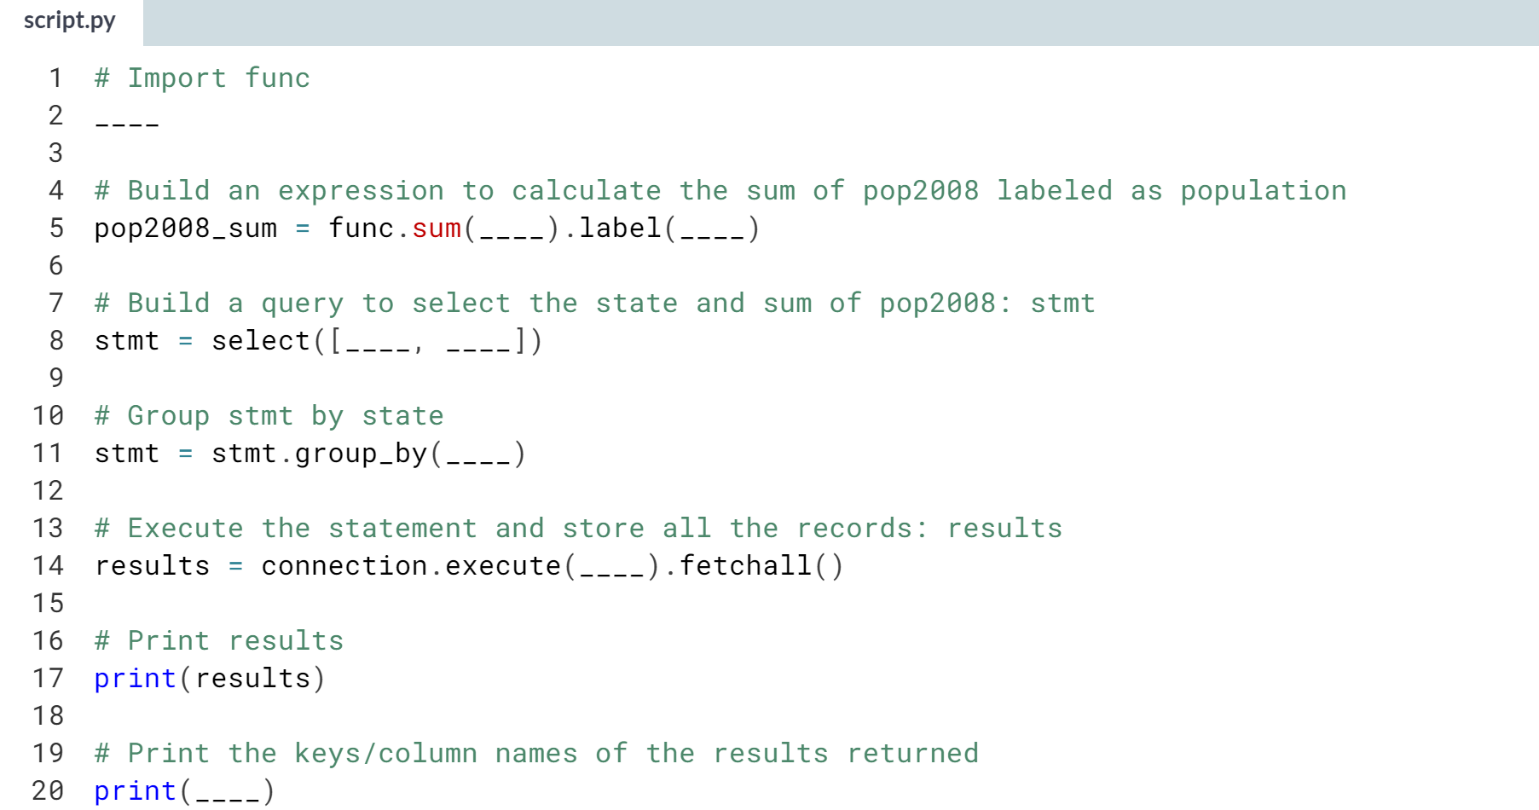 script.py
1 # Import func
2 ____
3
4 # Build an expression to calculate the sum of pop2008 labeled as population
5 pop2008_sum = func.sum(____).label(____)
6
7 # Build a query to select the state and sum of pop2008: stmt
8 stmt = select([____, ____])
9
10 # Group stmt by state
11 stmt = stmt.group_by(____)
12
13 # Execute the statement and store all the records: results
14 results = connection.execute(____).fetchall()
15
16 # Print results
17 print(results)
18
19 # Print the keys/column names of the results returned
20 print(____)